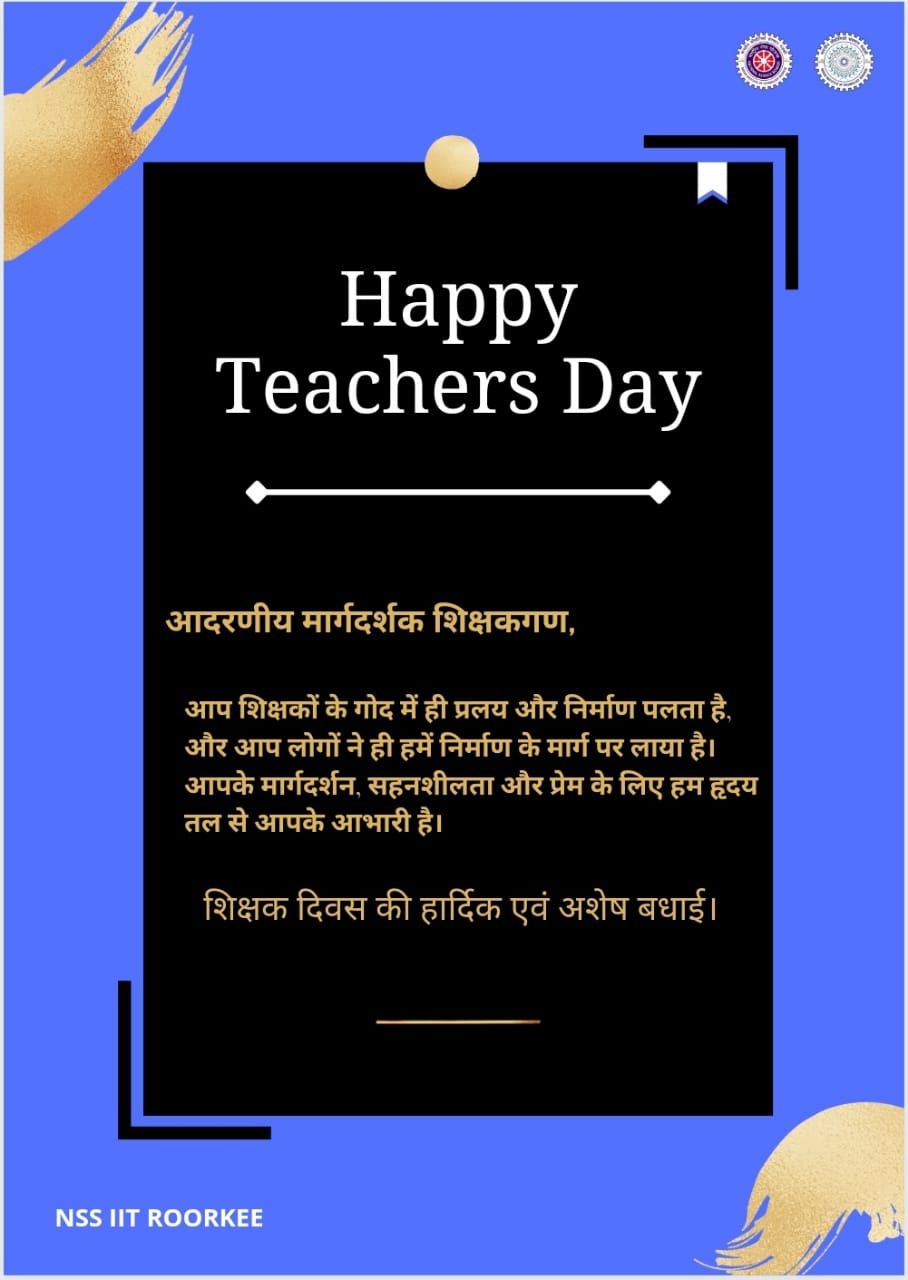 Happy
Teachers Day
आदरणीय मार्गदर्शक शिक्षकगण,
आप शिक्षकों के गोद में ही प्रलय और निर्माण पलता है,
और आप लोगों ने ही हमें निर्माण के मार्ग पर लाया है।
आपके मार्गदर्शन, सहनशीलता और प्रेम के लिए हम हृदय
तल से आपके आभारी है।
शिक्षक दिवस की हार्दिक एवं अशेष बधाई।
NSS IIT ROORKEE